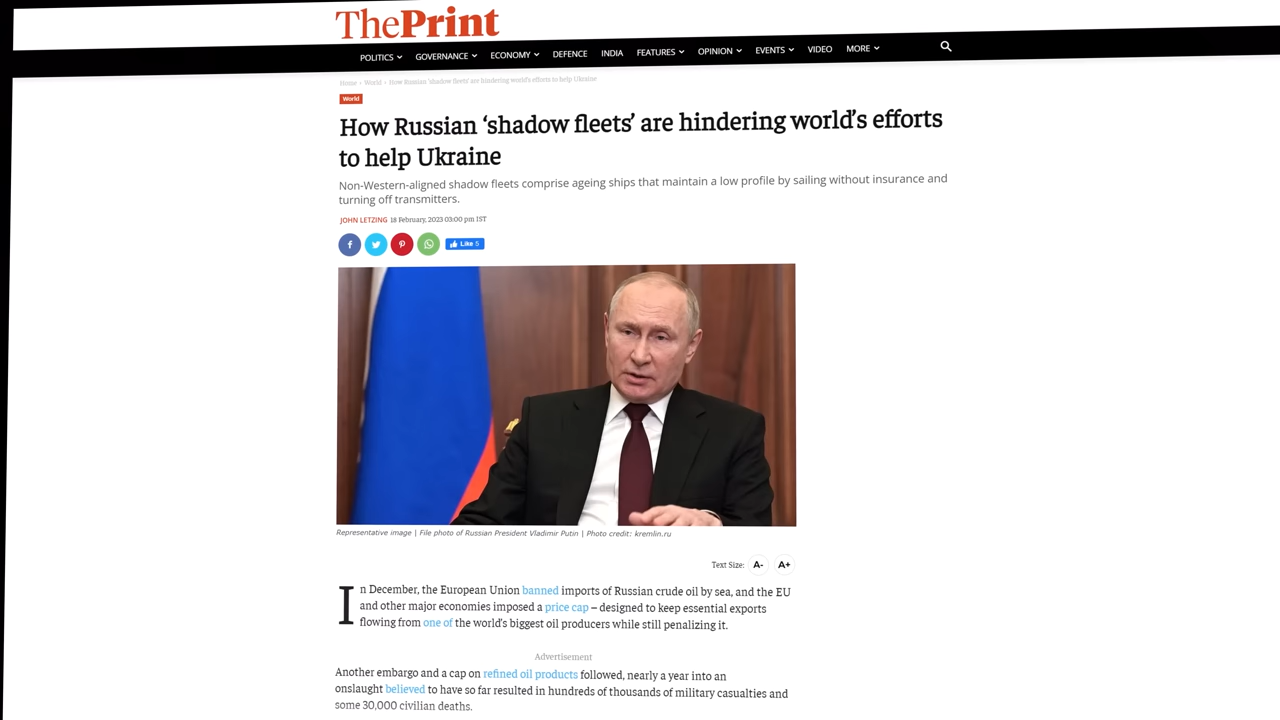 ThePrint
POLITICS GOVERNANCE ECONOMY DEFENCE INDIA FEATURES OPINION EVENTS VIDEO MORE
Home › World › How Russian 'shadow fleets' are hindering world's efforts to help Ukraine
World
How Russian ‘shadow fleets’ are hindering world’s efforts
to help Ukraine
Non-Western-aligned shadow fleets comprise ageing ships that maintain a low profile by sailing without insurance and
turning off transmitters.
JOHN LETZING 18 February, 2023 03:00 pm IST
Like 5
Representative image | File photo of Russian President Vladimir Putin | Photo credit: kremlin.ru
Text Size: A- A+
In December, the European Union banned imports of Russian crude oil by sea, and the EU
and other major economies imposed a price cap – designed to keep essential exports
flowing from one of the world's biggest oil producers while still penalizing it.
Advertisement
Another embargo and a cap on refined oil products followed, nearly a year into an
onslaught believed to have so far resulted in hundreds of thousands of military casualties and
some 30,000 civilian deaths.